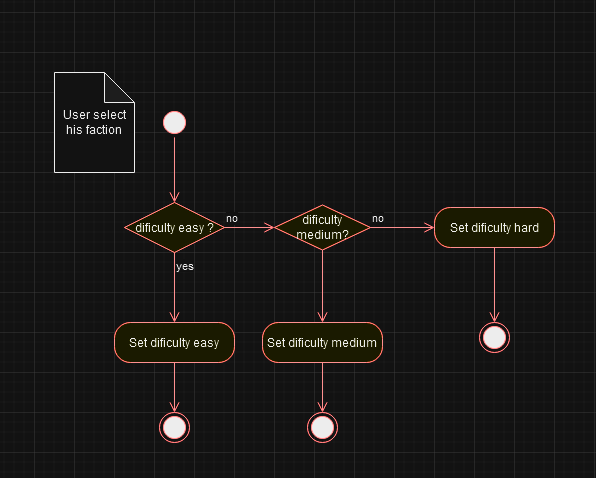 User select
his faction
dificulty easy ?
no
dificulty
medium?
no
Set dificulty hard
yes
Set dificulty easy
Set dificulty medium